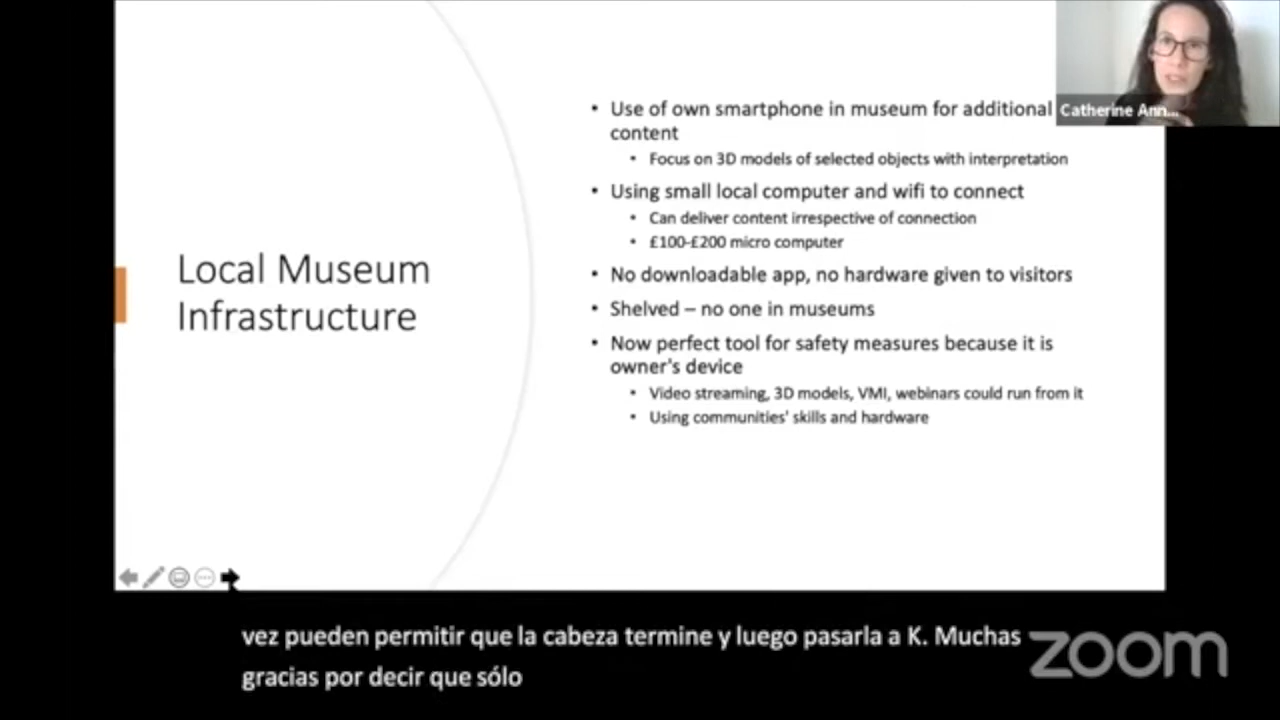 Local Museum
Infrastructure
• Use of own smartphone in museum for additional
content
• Focus on 3D models of selected objects with interpretation
• Using small local computer and wifi to connect
• Can deliver content irrespective of connection
• £100-£200 micro computer
• No downloadable app, no hardware given to visitors
• Shelved – no one in museums
• Now perfect tool for safety measures because it is
owner's device
• Video streaming, 3D models, VMI, webinars could run from it
• Using communities' skills and hardware
Catherine Ann...
vez pueden permitir que la cabeza termine y luego pasarla a K. Muchas
gracias por decir que sólo
zoom